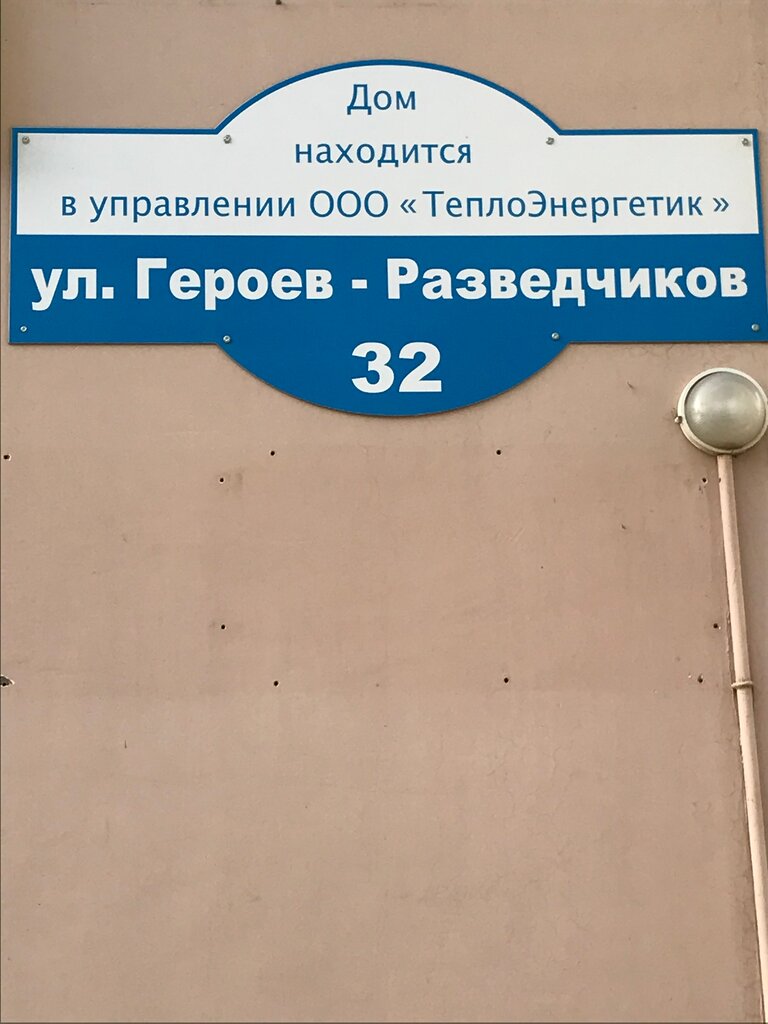 Дом
находится
в управлении ООО « ТеплоЭнергетик »
ул. Героев - Разведчиков
32